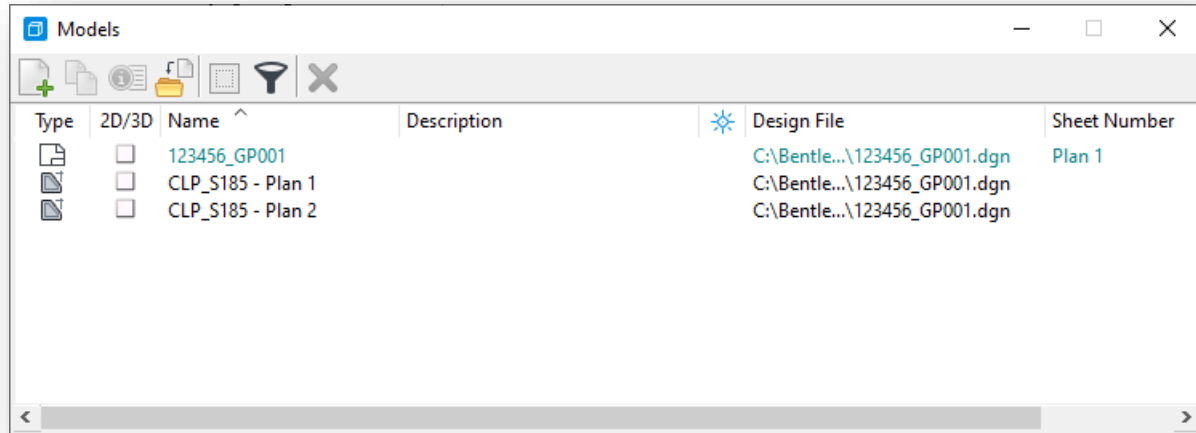 Models
Type 2D/3D Name Description Design File Sheet Number
123456_GP001 C:\Bentle...\123456_GP001.dgn Plan 1
CLP_S185 - Plan 1 C:\Bentle...\123456_GP001.dgn
CLP_S185 - Plan 2 C:\Bentle...\123456_GP001.dgn